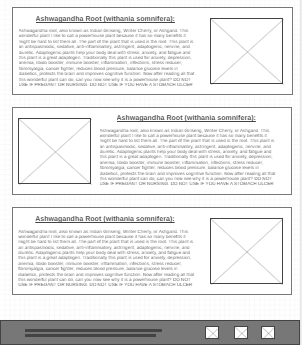 Ashwagandha Root (withania somnifera):
Ashwagandha root, also known as Indian Ginseng, Winter Cherry, or Ashgand. This
wonderful plant I like to call a powerhouse plant because it has so many benefits it
might be hard to list them all. The part of the plant that is used is the root. This plant is
an antispasmodic, sedative, anti-inflammatory, astringent, adaptogenic, nervine, and
diuretic. Adaptogenic plants help your body deal with stress, anxiety, and fatigue and
this plant is a great adaptogen. Traditionally this plant is used for anxiety, depression,
anemia, libido booster, immune booster, inflammation, infections, stress reducer,
fibromyalgia, cancer fighter, reduces blood pressure, balance glucose levels in
diabetics, protects the brain and improves cognitive function. Now after reading all that
this wonderful plant can do, can you now see why it is a powerhouse plant? DO NOT
USE IF PREGNANT OR NURSING. DO NOT USE IF YOU HAVE A STOMACH ULCER
Ashwagandha Root (withania somnifera):
Ashwagandha root, also known as Indian Ginseng, Winter Cherry, or Ashgand. This
wonderful plant I like to call a powerhouse plant because it has so many benefits it
might be hard to list them all. The part of the plant that is used is the root. This plant is
an antispasmodic, sedative, anti-inflammatory, astringent, adaptogenic, nervine, and
diuretic. Adaptogenic plants help your body deal with stress, anxiety, and fatigue and
this plant is a great adaptogen. Traditionally this plant is used for anxiety, depression,
anemia, libido booster, immune booster, inflammation, infections, stress reducer,
fibromyalgia, cancer fighter, reduces blood pressure, balance glucose levels in
diabetics, protects the brain and improves cognitive function. Now after reading all that
this wonderful plant can do, can you now see why it is a powerhouse plant? DO NOT
USE IF PREGNANT OR NURSING. DO NOT USE IF YOU HAVE A STOMACH ULCER
Ashwagandha Root (withania somnifera):
Ashwagandha root, also known as Indian Ginseng, Winter Cherry, or Ashgand. This
wonderful plant I like to call a powerhouse plant because it has so many benefits it
might be hard to list them all. The part of the plant that is used is the root. This plant is
an antispasmodic, sedative, anti-inflammatory, astringent, adaptogenic, nervine, and
diuretic. Adaptogenic plants help your body deal with stress, anxiety, and fatigue and
this plant is a great adaptogen. Traditionally this plant is used for anxiety, depression,
anemia, libido booster, immune booster, inflammation, infections, stress reducer,
fibromyalgia, cancer fighter, reduces blood pressure, balance glucose levels in
diabetics, protects the brain and improves cognitive function. Now after reading all that
this wonderful plant can do, can you now see why it is a powerhouse plant? DO NOT
USE IF PREGNANT OR NURSING. DO NOT USE IF YOU HAVE A STOMACH ULCER